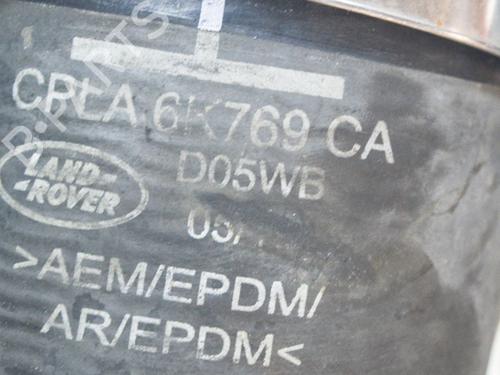 CPLA 6K769 CA
LAND-
-ROVER
D05WB
>AEM/EPDM/
AR/EPDM<